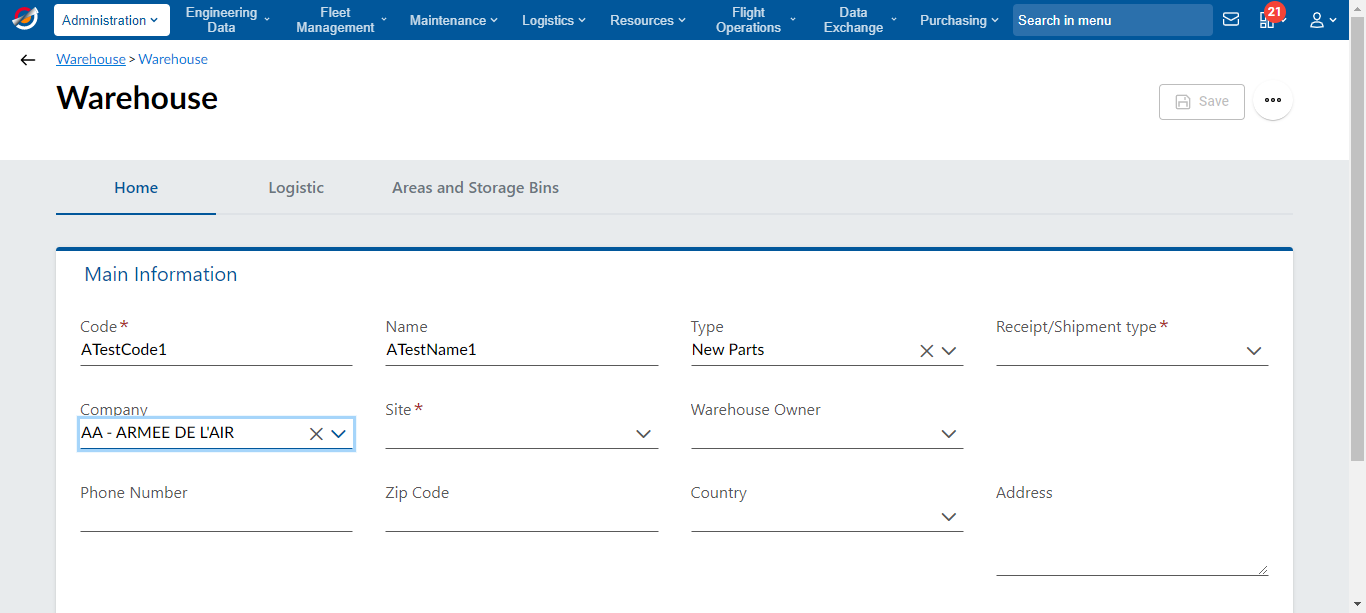 Administration
Engineering
Data
Fleet
Management
Maintenance
Logistics
Resources
Flight
Operations
Data
Exchange
Purchasing
Search in menu
21
Warehouse > Warehouse
Warehouse
Save
Home
Logistic
Areas and Storage Bins
Main Information
Code*
ATestCode1
Name
ATestName1
Type
New Parts
Receipt/Shipment type*
Company
AA - ARMEE DE L'AIR
Site*
Warehouse Owner
Phone Number
Zip Code
Country
Address